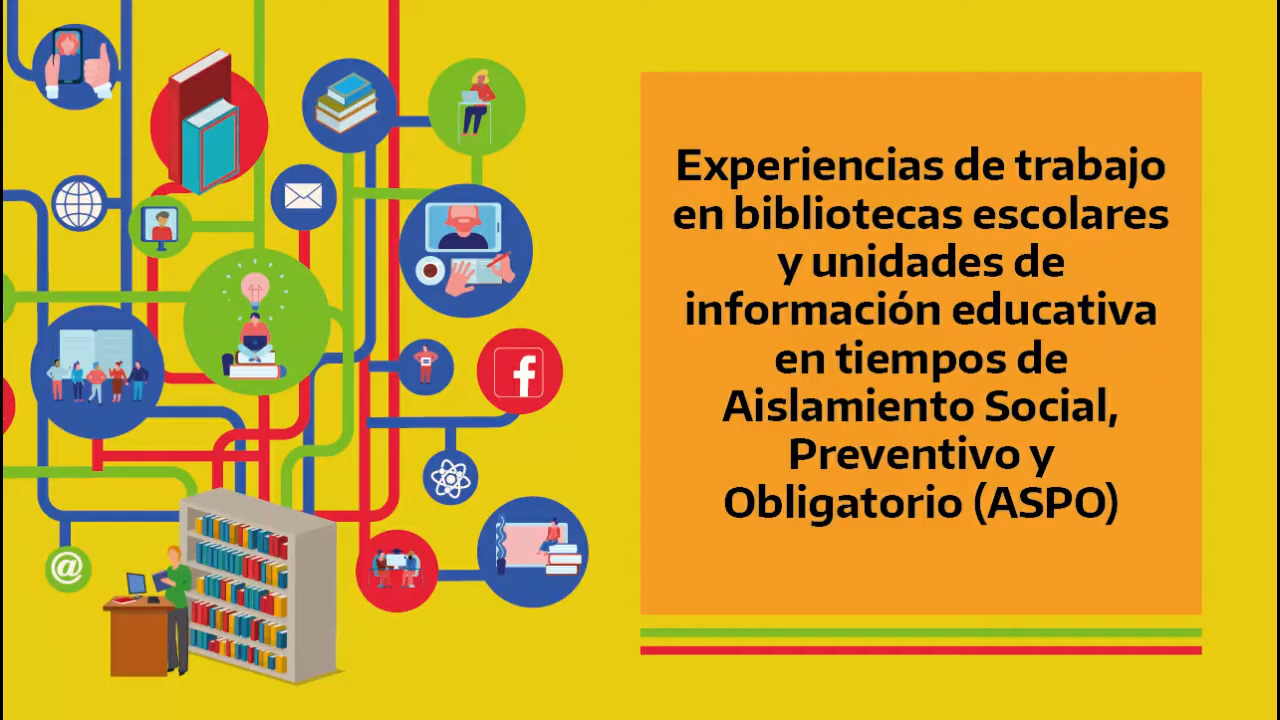 Experiencias de trabajo
en bibliotecas escolares
y unidades de
información educativa
en tiempos de
Aislamiento Social,
Preventivo y
Obligatorio (ASPO)
f
@